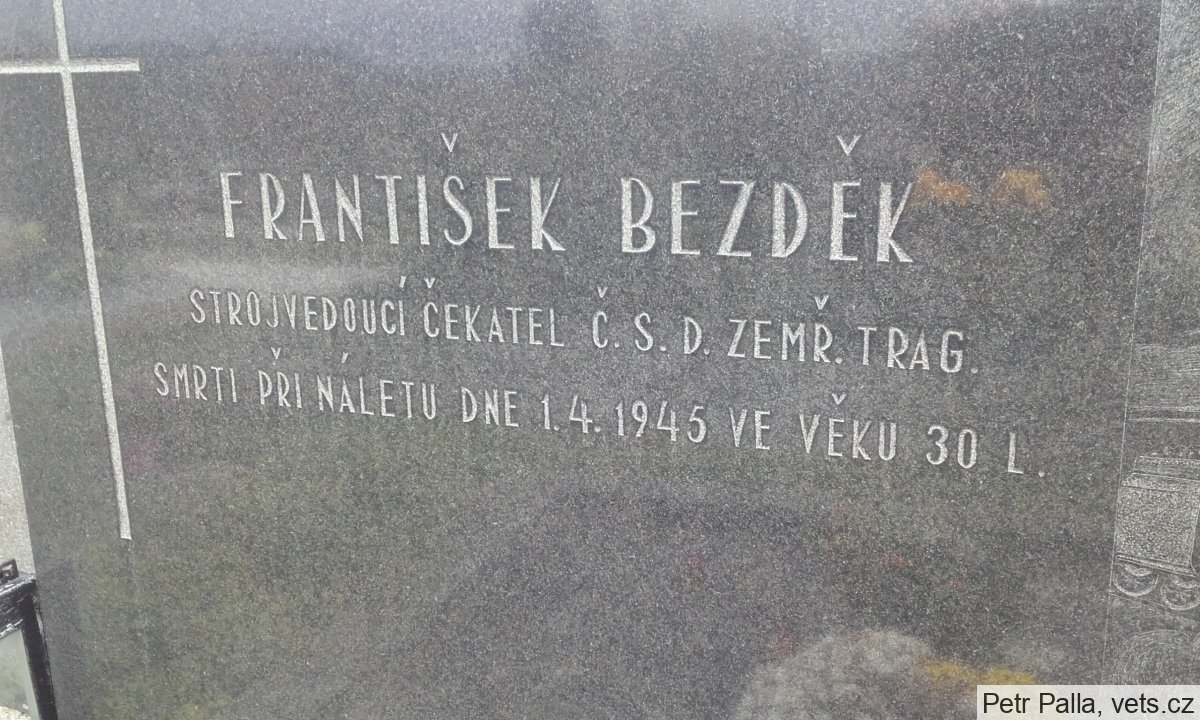 FRANTIŠEK BEZDĚK
STROJVEDOUCÍ ČEKATEL Č.S.D. ZEMŘ. TRAG.
SMRTI PŘI NÁLETU DNE 1.4.1945 VE VĚKU 30 L.
Petr Palla, vets.cz